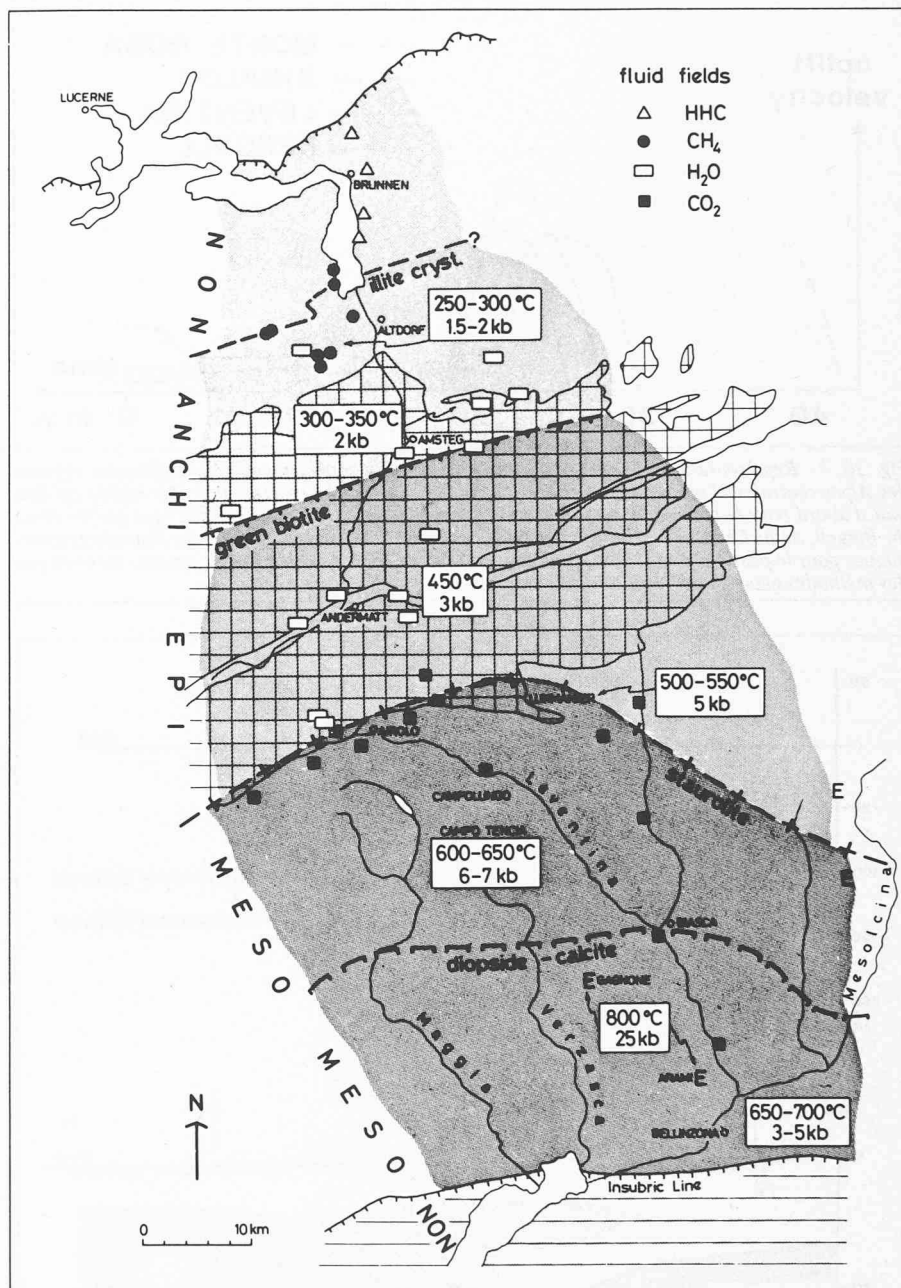 fluid fields
HHC
CH₄
H₂O
CO₂
LUCERNE
BRUNNEN
illite cryst.
?
250–300 °C
1.5–2 kb
ALTDORF
300–350 °C
2 kb
AMSTEG
green biotite
450 °C
3 kb
ANDERMATT
500–550 °C
5 kb
AIROLO
staurolite
E
E
CAMPOLUNGO
CAMPO TENCIA
Leventina
600–650 °C
6–7 kb
BIASCA
diopside – calcite
Mesolcina
E GAGNONE
800 °C
25 kb
ARAMI E
Maggia
Verzasca
650–700 °C
3–5 kb
BELLINZONA
Insubric Line
NON
ANCHI
EPI
MESO
MESO
NON
N
0 10 km